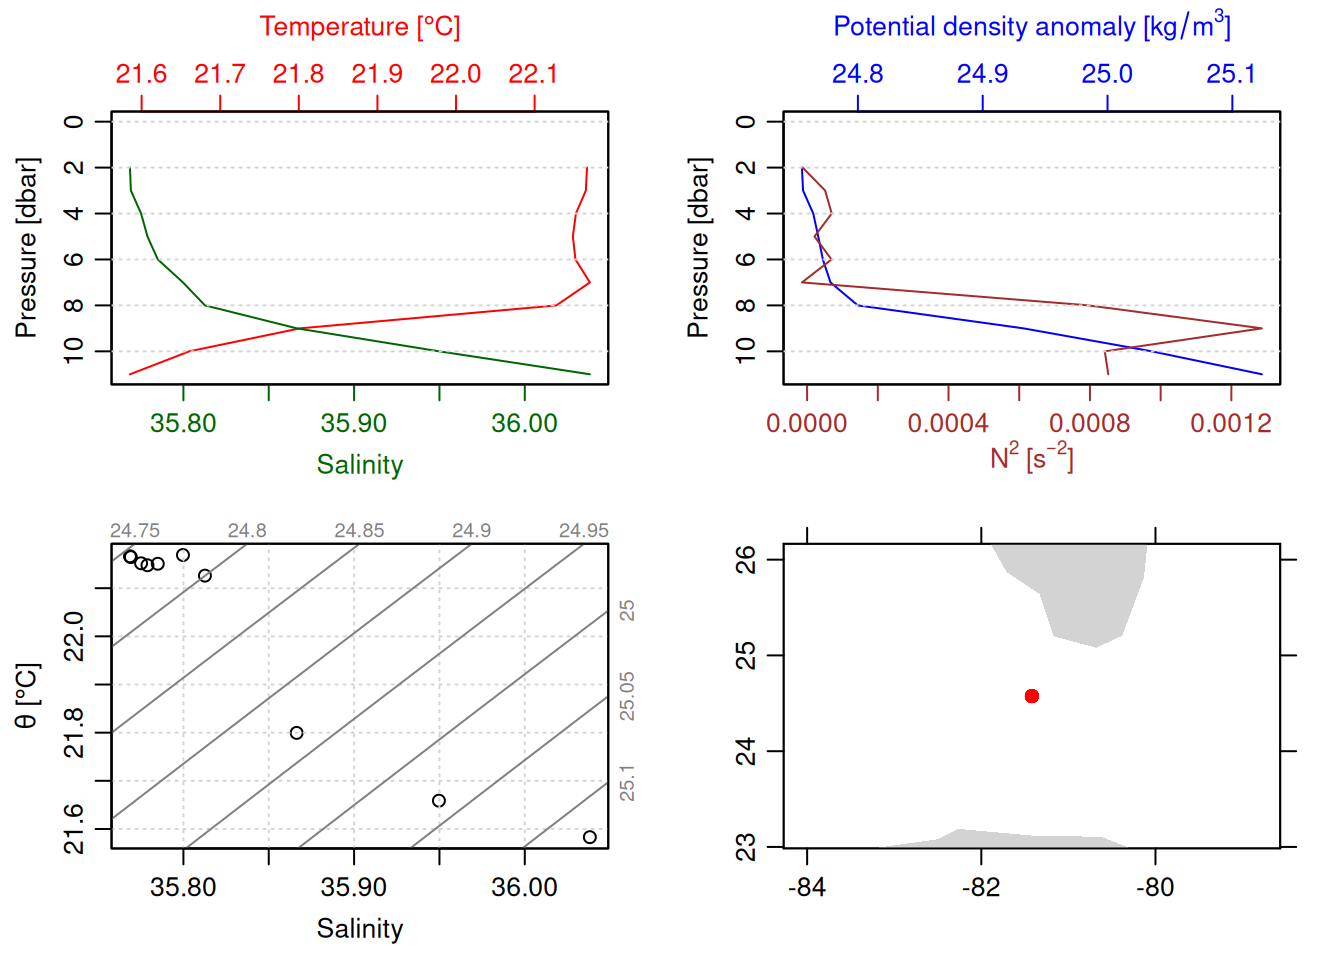 Temperature [°C]
21.6 21.7 21.8 21.9 22.0 22.1
Pressure [dbar]
0
2
4
6
8
10
35.80 35.90 36.00
Salinity
Potential density anomaly [kg/m³]
24.8 24.9 25.0 25.1
Pressure [dbar]
0
2
4
6
8
10
0.0000 0.0004 0.0008 0.0012
N² [s⁻²]
24.75 24.8 24.85 24.9 24.95
25
25.05
25.1
θ [°C]
22.0
21.8
21.6
35.80 35.90 36.00
Salinity
26
25
24
23
-84 -82 -80